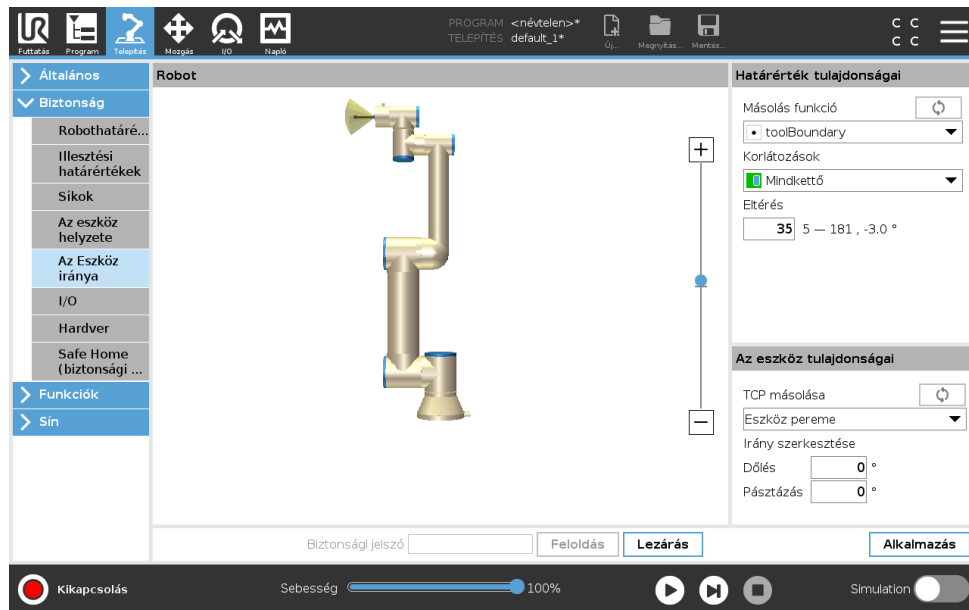 PROGRAM <névtelen>*
TELEPÍTÉS default_1*
Futtatás Program Telepítés Mozgás I/O Napló
Új... Megnyitás... Mentés...
C C
C C
Általános
Biztonság
Robothatáré...
Illesztési
határértékek
Síkok
Az eszköz
helyzete
Az Eszköz
iránya
I/O
Hardver
Safe Home
(biztonsági ...
Funkciók
Sín
Robot
Határérték tulajdonságai
Másolás funkció
toolBoundary
Korlátozások
Mindkettő
Eltérés
35 5 — 181 , -3.0 °
Az eszköz tulajdonságai
TCP másolása
Eszköz pereme
Irány szerkesztése
Dőlés 0 °
Pásztázás 0 °
Biztonsági jelszó Feloldás Lezárás Alkalmazás
Kikapcsolás Sebesség 100% Simulation